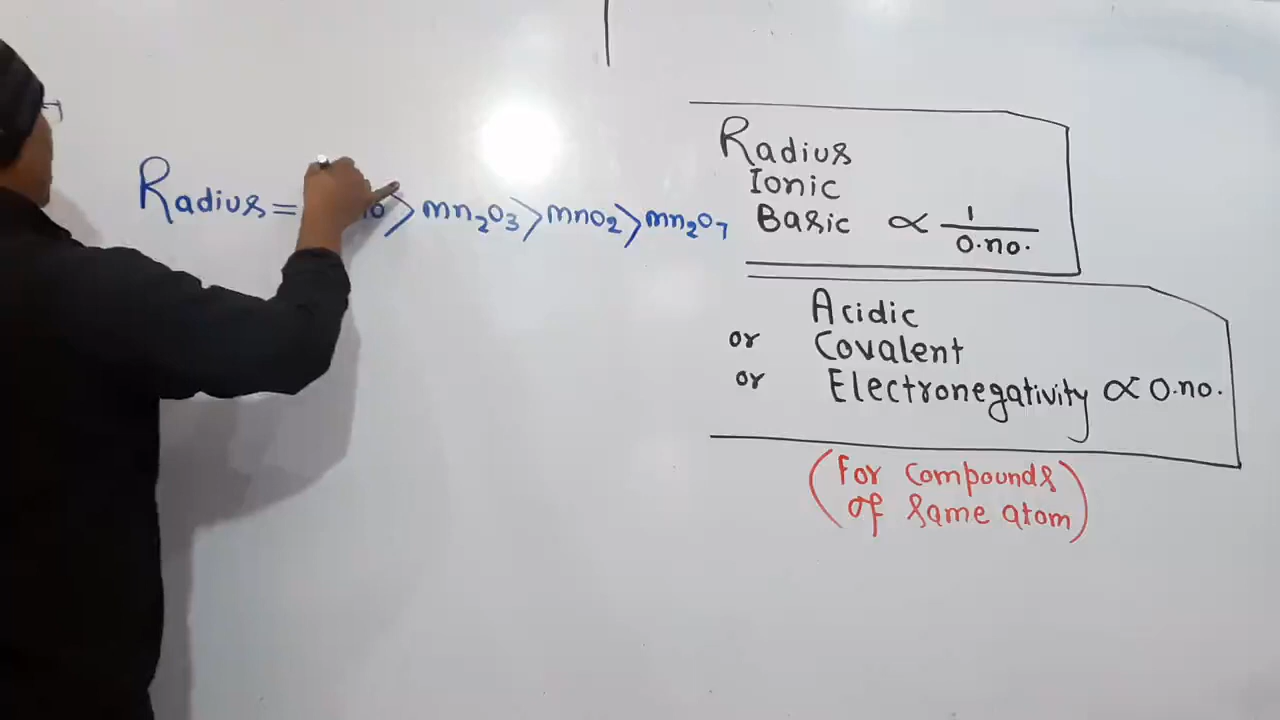 Radius = > mn₂O₃ > mnO₂ > mn₂O₇
Radius
Ionic
Basic ∝ 1/O.no.
Acidic
or Covalent
or Electronegativity ∝ O.no.
(For Compounds
of same atom)